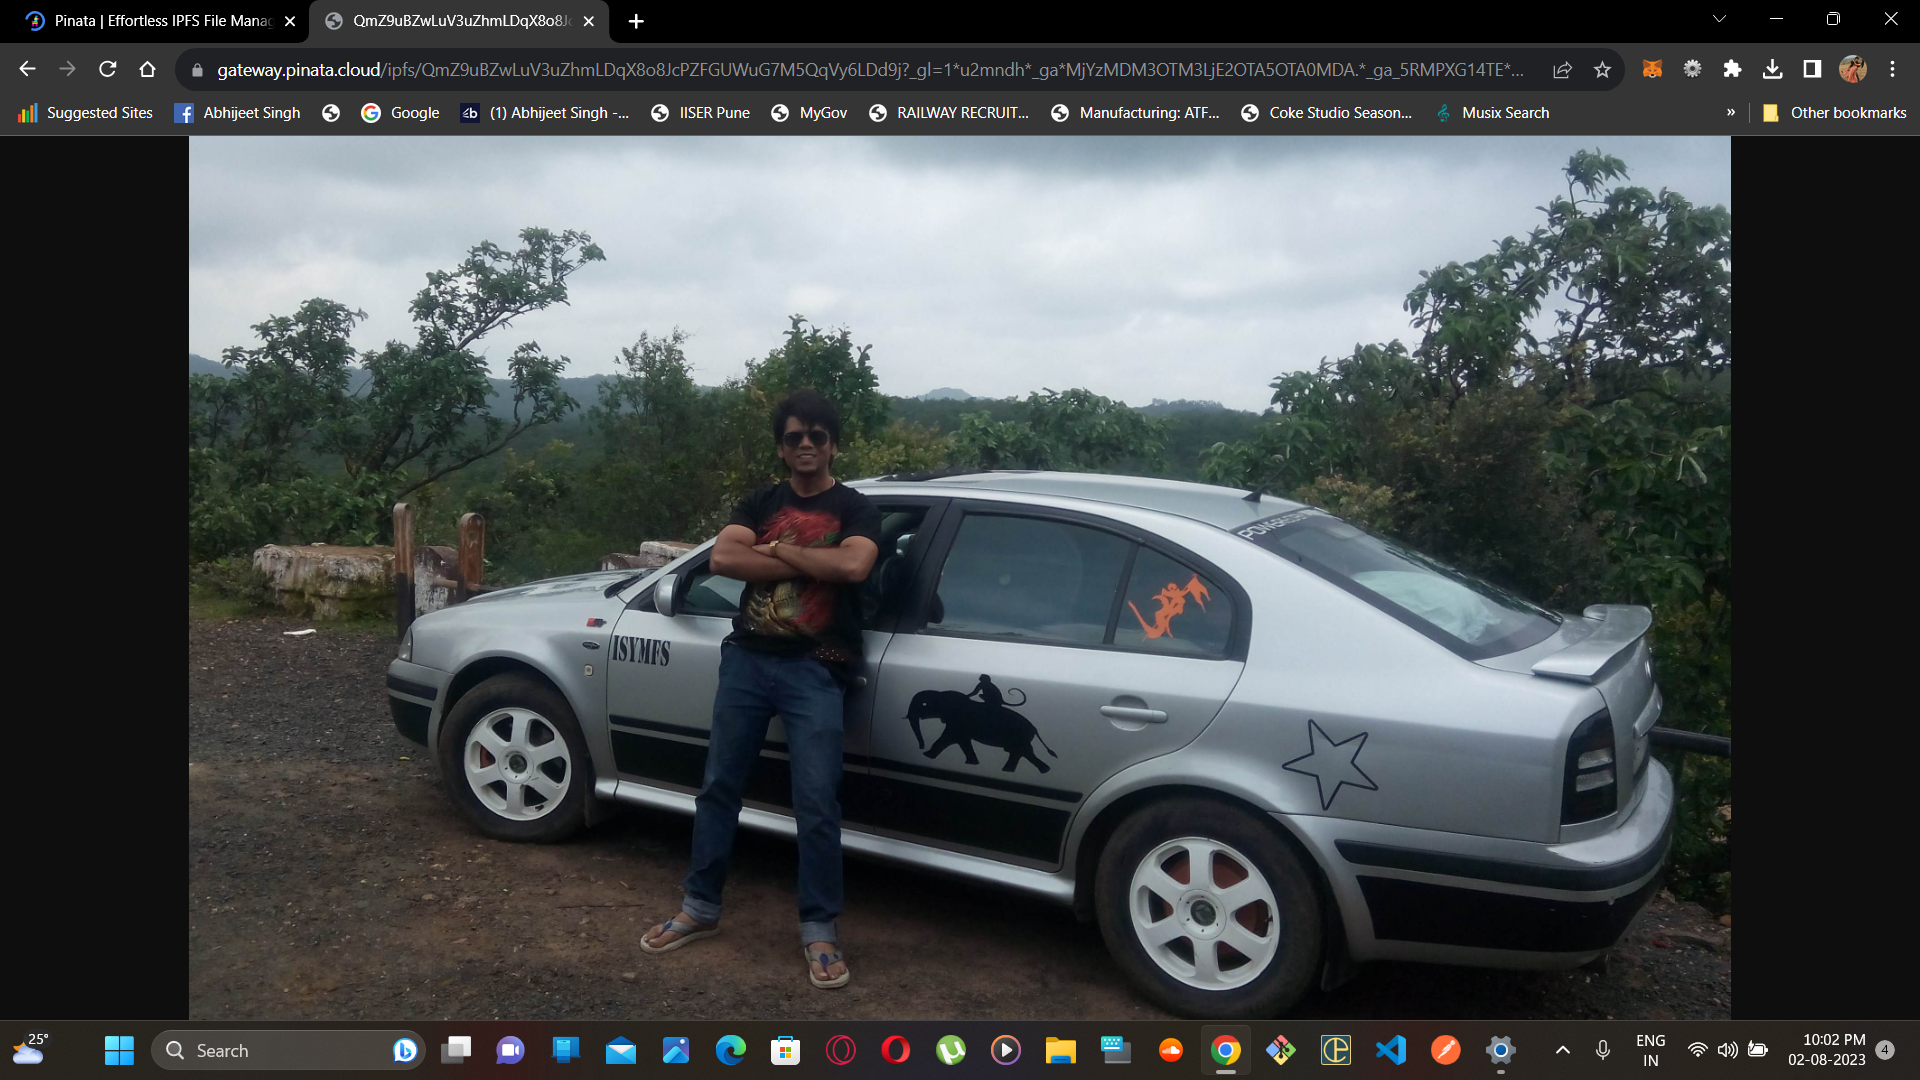 Pinata | Effortless IPFS File Manag
QmZ9uBZwLuV3uZhmLDqX8o8Jc
gateway.pinata.cloud/ipfs/QmZ9uBZwLuV3uZhmLDqX8o8JcPZFGUWuG7M5QqVy6LDd9j?_gl=1*u2mndh*_ga*MjYzMDM3OTM3LjE2OTA5OTA0MDA.*_ga_5RMPXG14TE*...
Suggested Sites
Abhijeet Singh
Google
(1) Abhijeet Singh -...
IISER Pune
MyGov
RAILWAY RECRUIT...
Manufacturing: ATF...
Coke Studio Season...
Musix Search
»
Other bookmarks
ISYMFS
25°
Search
ENG
IN
10:02 PM
02-08-2023
4